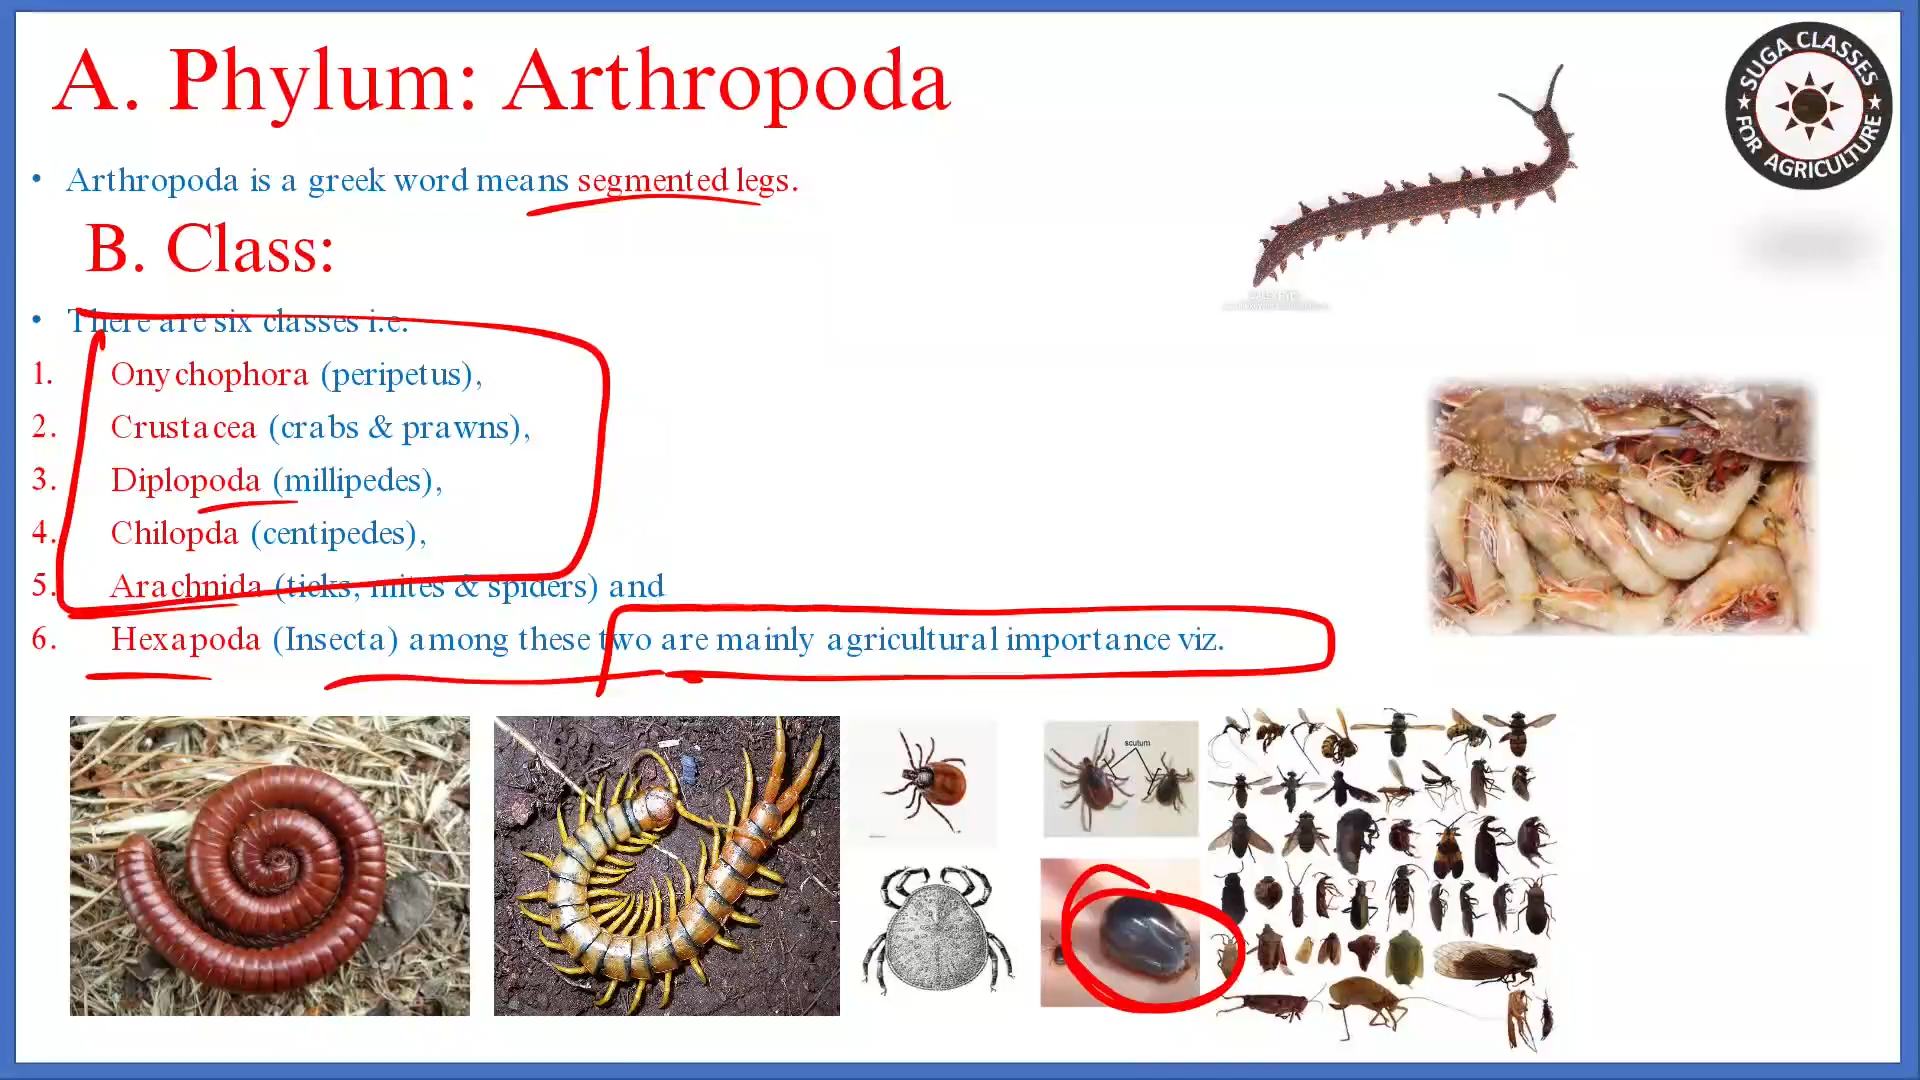 A. Phylum: Arthropoda
SUGA CLASSES
FOR AGRICULTURE
• Arthropoda is a greek word means segmented legs.
B. Class:
• There are six classes i.e.
1. Onychophora (peripetus),
2. Crustacea (crabs & prawns),
3. Diplopoda (millipedes),
4. Chilopda (centipedes),
5. Arachnida (ticks, mites & spiders) and
6. Hexapoda (Insecta) among these two are mainly agricultural importance viz.
scutum